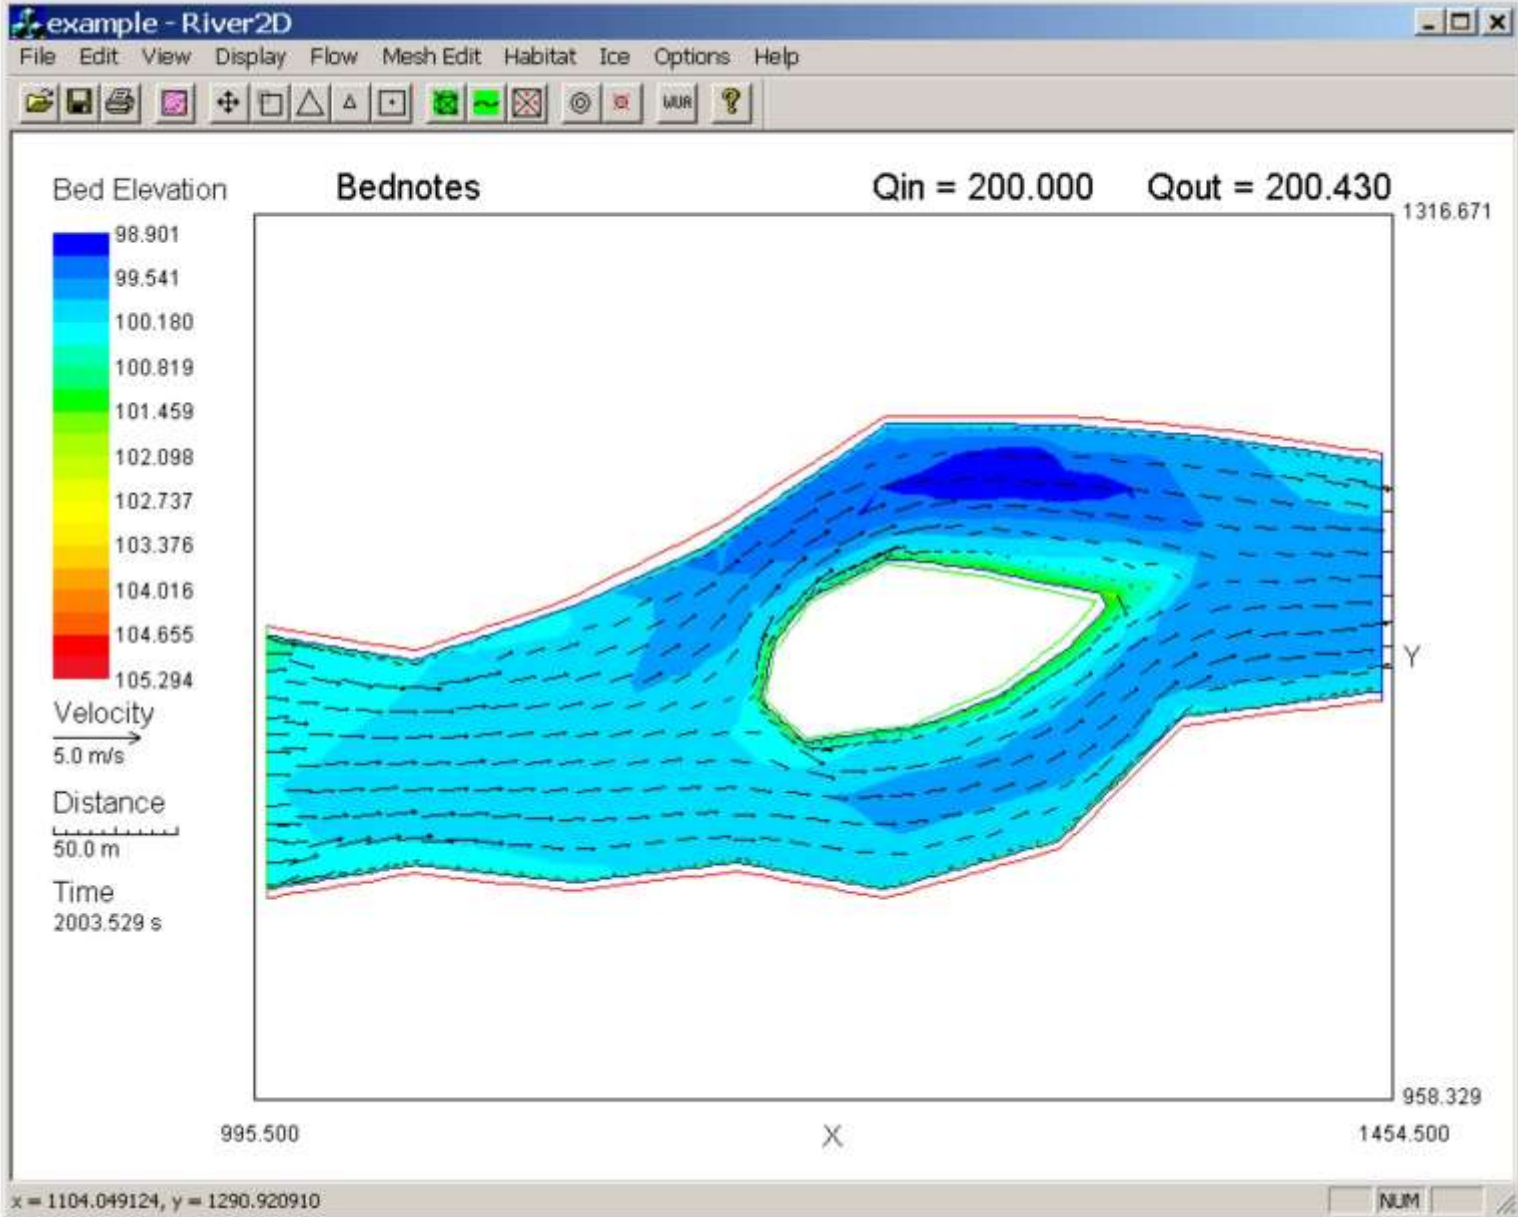 example - River2D
File Edit View Display Flow Mesh Edit Habitat Ice Options Help
WUA
Bed Elevation
Bednotes
Qin = 200.000 Qout = 200.430
1316.671
98.901
99.541
100.180
100.819
101.459
102.098
102.737
103.376
104.016
104.655
105.294
Velocity
5.0 m/s
Distance
50.0 m
Time
2003.529 s
Y
958.329
995.500
X
1454.500
x = 1104.049124, y = 1290.920910
NUM